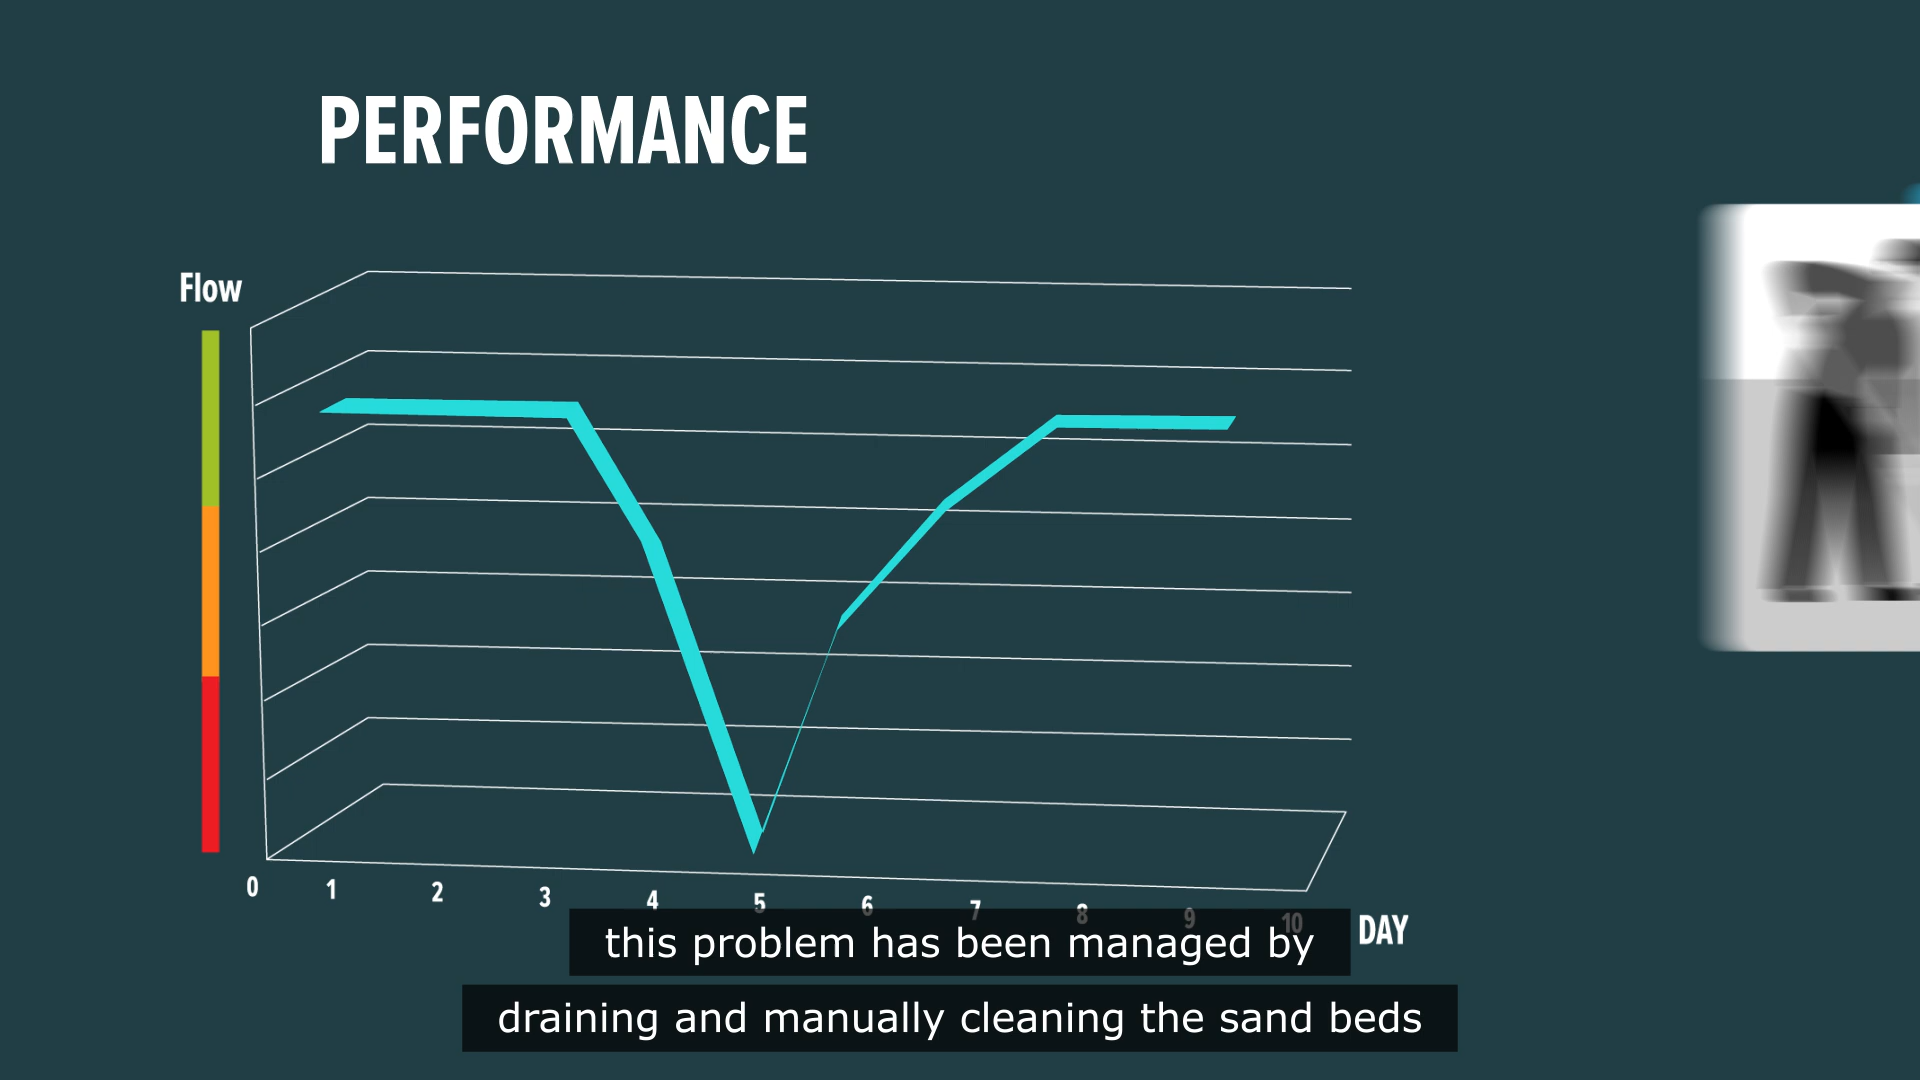 PERFORMANCE
Flow
0 1 2 3 4 5 6 7 8 9 10
DAY
this problem has been managed by
draining and manually cleaning the sand beds